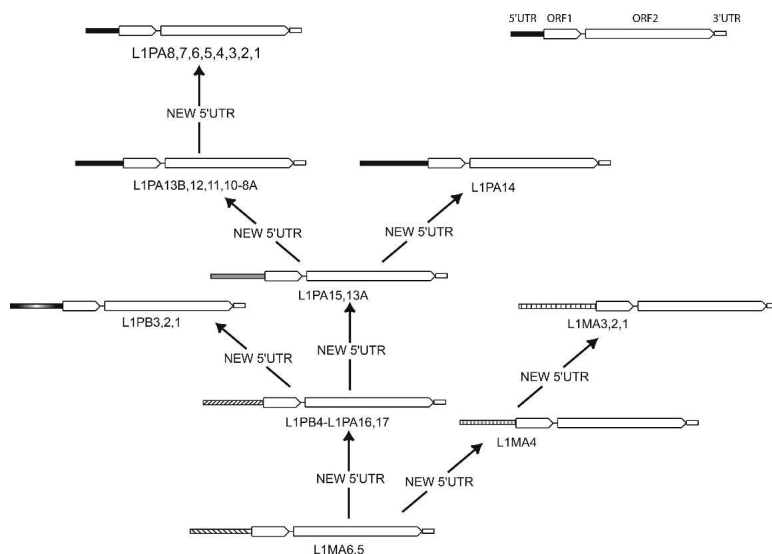 5'UTR ORF1 ORF2 3'UTR
L1PA8,7,6,5,4,3,2,1
NEW 5'UTR
L1PA13B,12,11,10-8A
L1PA14
NEW 5'UTR
NEW 5'UTR
L1PA15,13A
L1PB3,2,1
L1MA3,2,1
NEW 5'UTR
NEW 5'UTR
NEW 5'UTR
L1PB4-L1PA16,17
L1MA4
NEW 5'UTR
NEW 5'UTR
L1MA6,5